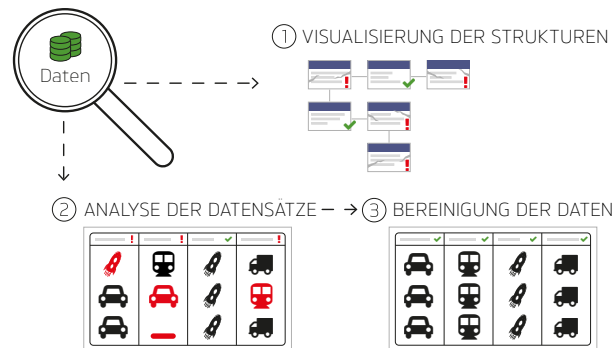 Daten
① VISUALISIERUNG DER STRUKTUREN
② ANALYSE DER DATENSÄTZE
③ BEREINIGUNG DER DATEN